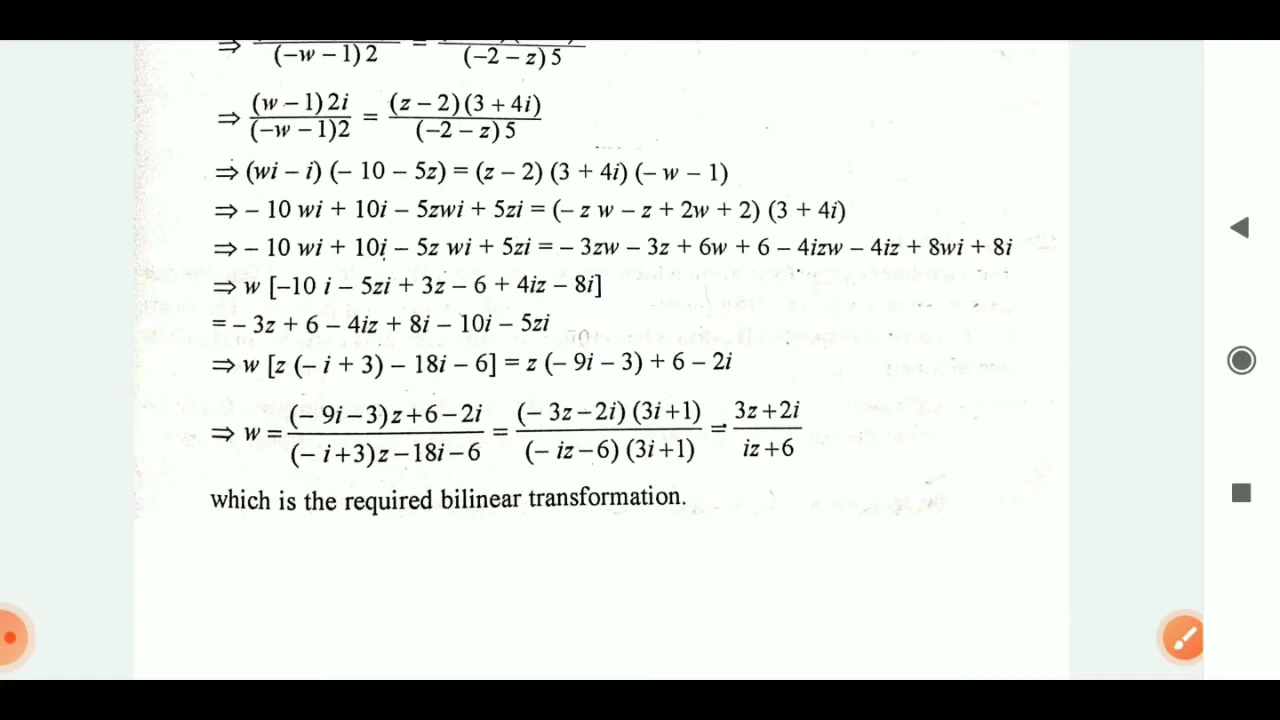 ⇒ (−w − 1) 2 = (−2 − z) 5
⇒ (w − 1) 2i / (−w − 1)2 = (z − 2) (3 + 4i) / (−2 − z) 5
⇒ (wi − i) (− 10 − 5z) = (z − 2) (3 + 4i) (− w − 1)
⇒ − 10 wi + 10i − 5zwi + 5zi = (− z w − z + 2w + 2) (3 + 4i)
⇒ − 10 wi + 10i − 5z wi + 5zi = − 3zw − 3z + 6w + 6 − 4izw − 4iz + 8wi + 8i
⇒ w [−10 i − 5zi + 3z − 6 + 4iz − 8i]
= − 3z + 6 − 4iz + 8i − 10i − 5zi
⇒ w [z (− i + 3) − 18i − 6] = z (− 9i − 3) + 6 − 2i
⇒ w = (− 9i − 3)z + 6 − 2i / (− i + 3)z − 18i − 6 = (− 3z − 2i) (3i + 1) / (− iz − 6) (3i + 1) = 3z + 2i / iz + 6
which is the required bilinear transformation.